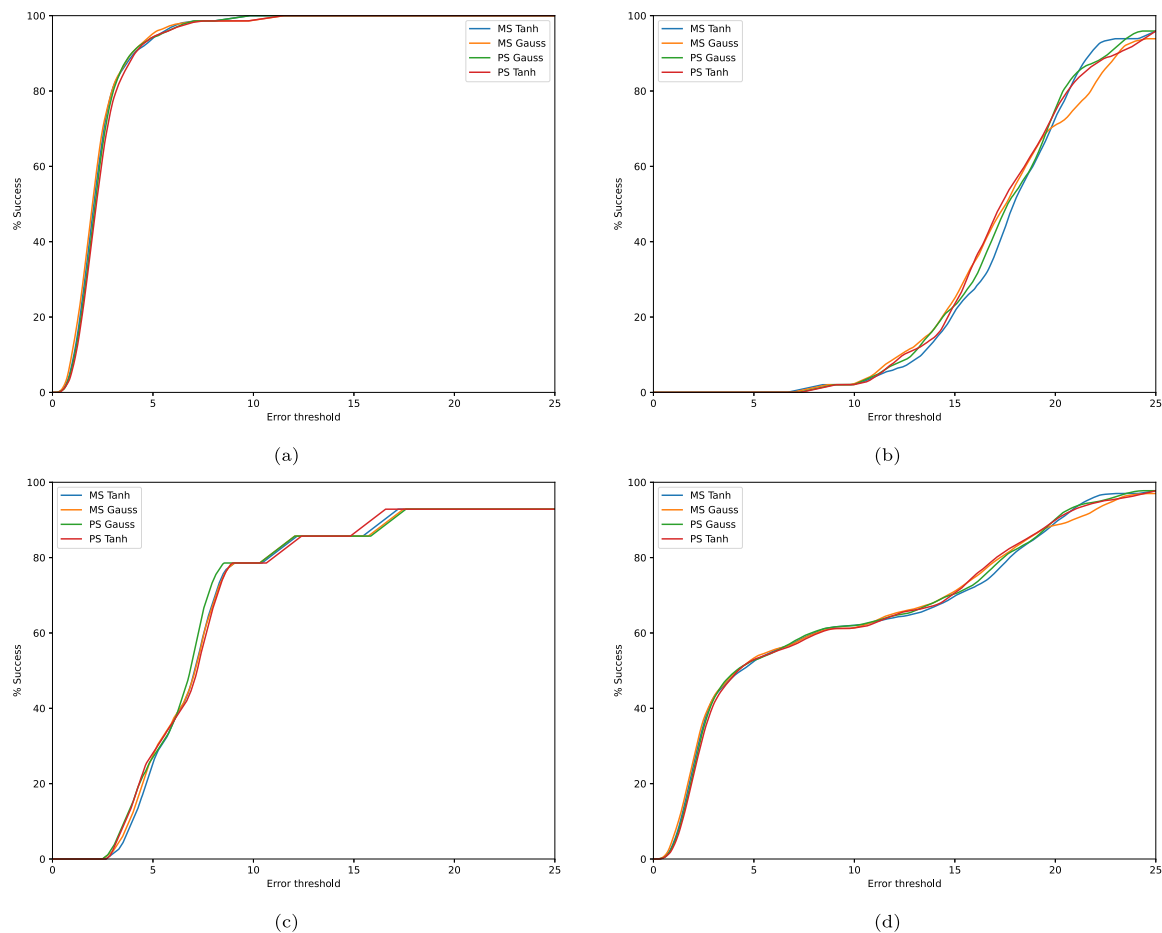 100
80
60
40
20
0
% Success
MS Tanh
MS Gauss
PS Gauss
PS Tanh
0 5 10 15 20 25
Error threshold
(a)
100
80
60
40
20
0
% Success
MS Tanh
MS Gauss
PS Gauss
PS Tanh
0 5 10 15 20 25
Error threshold
(b)
100
80
60
40
20
0
% Success
MS Tanh
MS Gauss
PS Gauss
PS Tanh
0 5 10 15 20 25
Error threshold
(c)
100
80
60
40
20
0
% Success
MS Tanh
MS Gauss
PS Gauss
PS Tanh
0 5 10 15 20 25
Error threshold
(d)